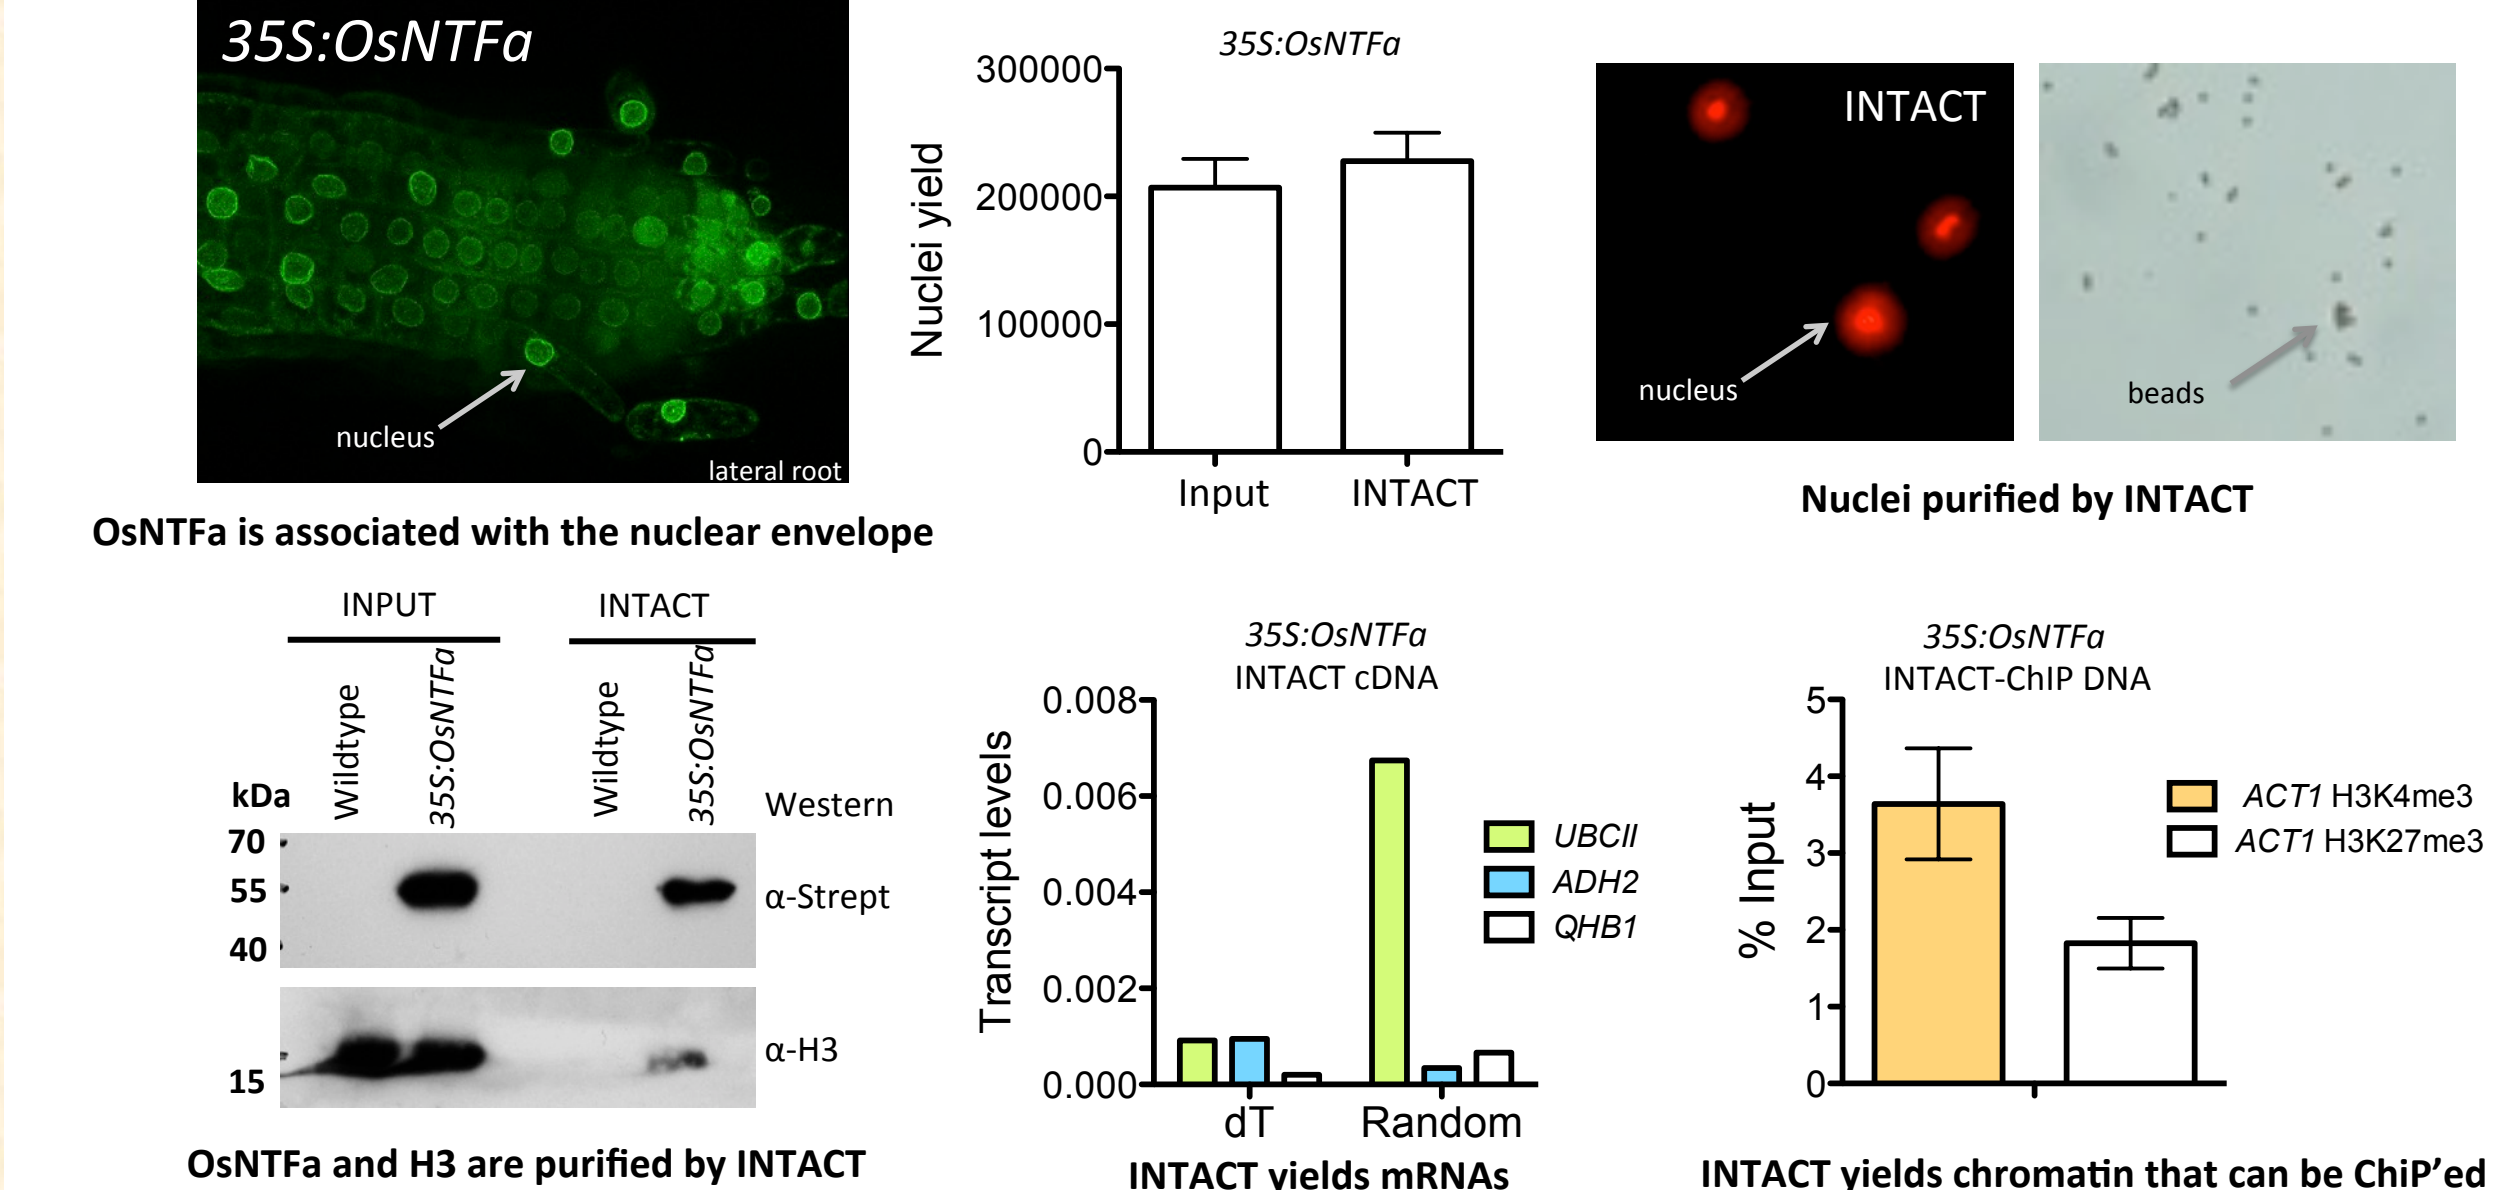 35S:OsNTFa
nucleus
lateral root
OsNTFa is associated with the nuclear envelope
35S:OsNTFa
Nuclei yield
300000
200000
100000
0
Input INTACT
INTACT
nucleus
beads
Nuclei purified by INTACT
INPUT INTACT
Wildtype
35S:OsNTFa
Wildtype
35S:OsNTFa
kDa
Western
70
55
40
α-Strept
15
α-H3
OsNTFa and H3 are purified by INTACT
35S:OsNTFa
INTACT cDNA
Transcript levels
0.008
0.006
0.004
0.002
0.000
dT Random
UBCII
ADH2
QHB1
INTACT yields mRNAs
35S:OsNTFa
INTACT-ChIP DNA
% Input
5
4
3
2
1
0
ACT1 H3K4me3
ACT1 H3K27me3
INTACT yields chromatin that can be ChiP’ed